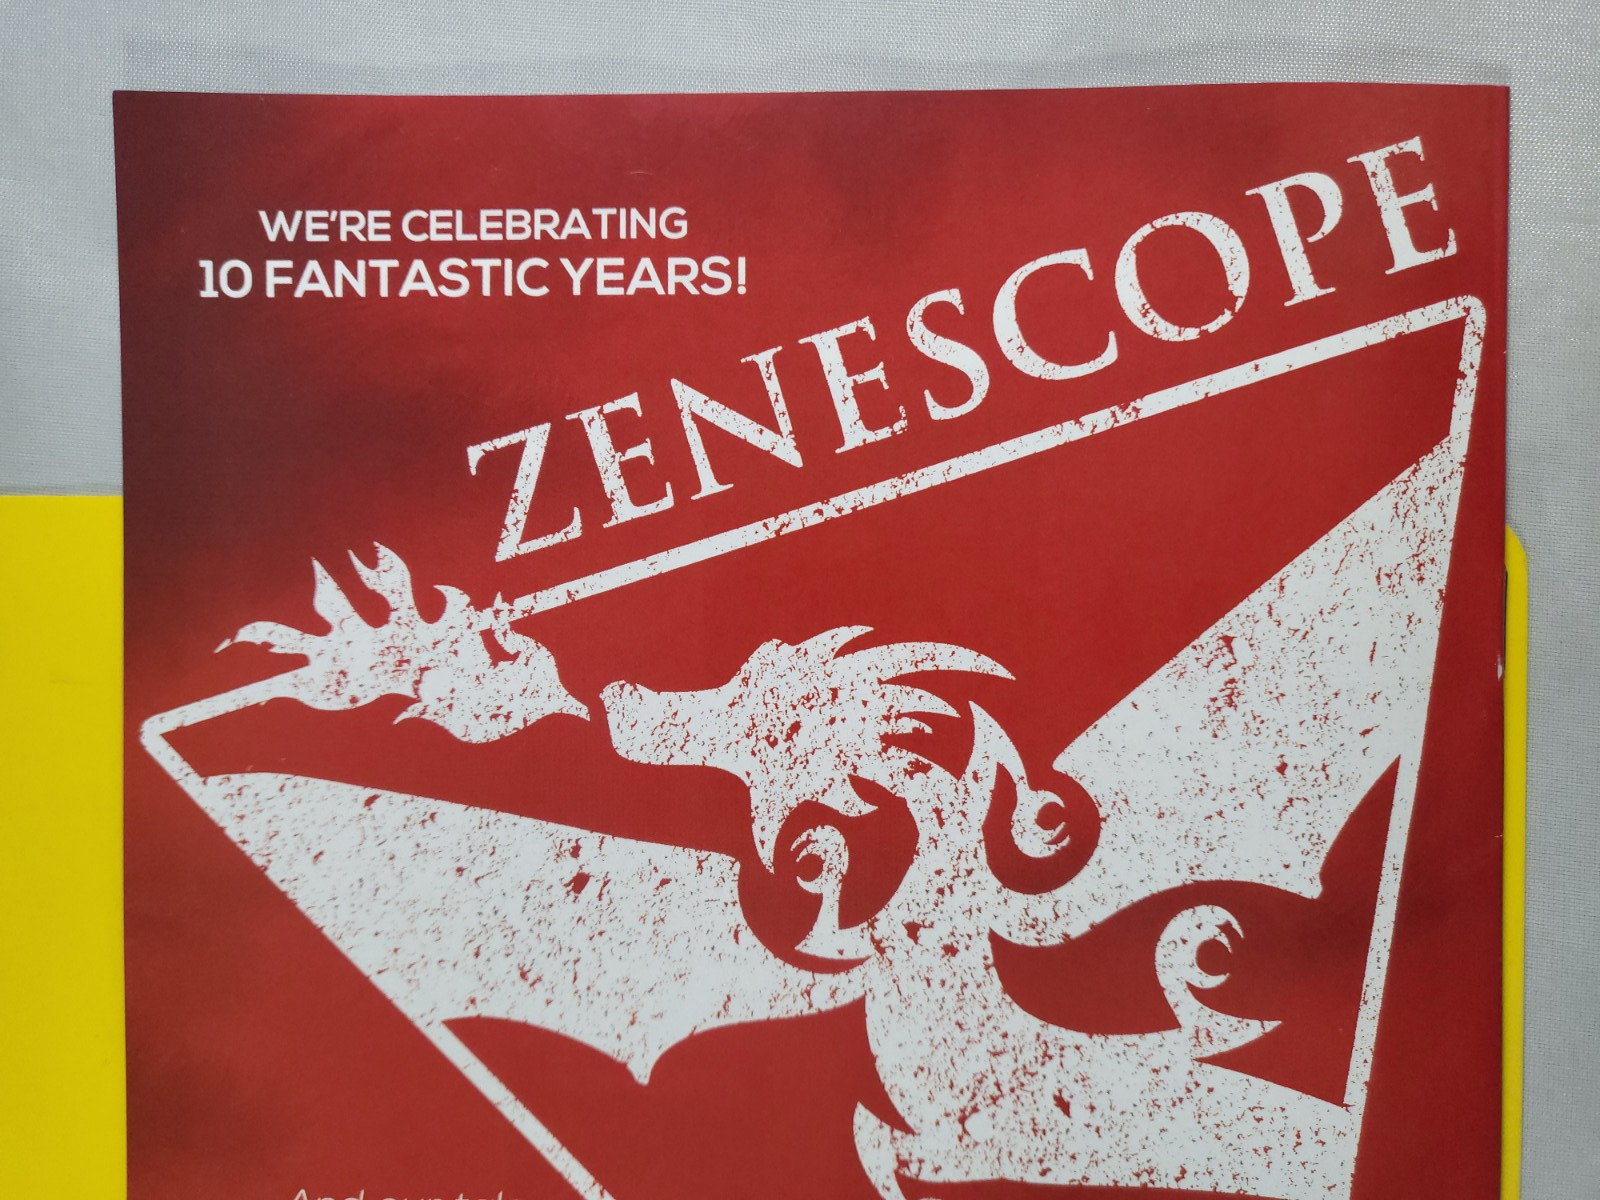 WE'RE CELEBRATING
10 FANTASTIC YEARS!
ZENESCOPE